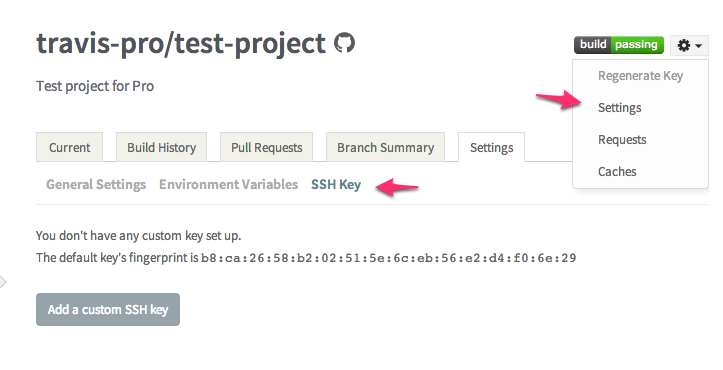 travis-pro/test-project
build passing
Test project for Pro
Regenerate Key
Settings
Requests
Caches
Current
Build History
Pull Requests
Branch Summary
Settings
General Settings
Environment Variables
SSH Key
You don't have any custom key set up.
The default key's fingerprint is b8:ca:26:58:b2:02:51:5e:6c:eb:56:e2:d4:f0:6e:29
Add a custom SSH key